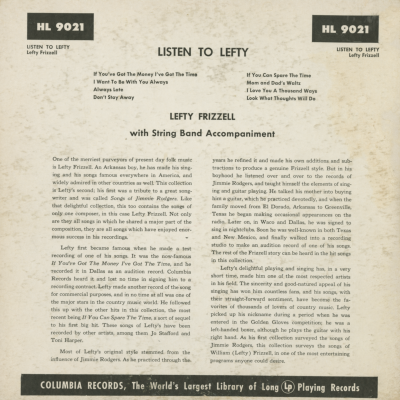 HL 9021
LISTEN TO LEFTY
Lefty Frizzell
HL 9021
LISTEN TO LEFTY
Lefty Frizzell
LISTEN TO LEFTY
If You've Got The Money I've Got The Time
I Want To Be With You Always
Always Late
Don't Stay Away
If You Can Spare The Time
Mom and Dad's Waltz
I Love You A Thousand Ways
Look What Thoughts Will Do
LEFTY FRIZZELL
with String Band Accompaniment
One of the merriest purveyors of present day folk music
is Lefty Frizzell. An Arkansas boy, he has made his sing-
ing and his songs famous everywhere in America, and
widely admired in other countries as well. This collection
is Lefty's second; his first was a tribute to a great song-
writer and was called Songs of Jimmie Rodgers. Like
that delightful collection, this too contains the songs of
only one composer, in this case Lefty Frizzell. Not only
are they all songs in which he shared a major part of the
composition, they are all songs which have enjoyed enor-
mous success in his recordings.
Lefty first became famous when he made a test
recording of one of his songs. It was the now-famous
If You've Got The Money I've Got The Time, and he
recorded it in Dallas as an audition record. Columbia
Records heard it and lost no time in signing him to a
recording contract. Lefty made another record of the song
for commercial purposes, and in no time at all was one of
the major stars in the country music world. He followed
this up with the other hits in this collection, the most
recent being If You Can Spare The Time, a sort of sequel
to his first big hit. These songs of Lefty's have been
recorded by other artists, among them Jo Stafford and
Toni Harper.
Most of Lefty's original style stemmed from the
influence of Jimmie Rodgers. As he practiced through the
years he refined it and made his own additions and sub-
tractions to produce a genuine Frizzell style. But in his
boyhood he listened over and over to the records of
Jimmie Rodgers, and taught himself the elements of sing-
ing and guitar playing. He talked his mother into buying
him a guitar, which he practiced devotedly, and when the
family moved from El Dorado, Arkansas to Greenville,
Texas he began making occasional appearances on the
radio. Later on, in Waco and Dallas, he was signed to
sing in nightclubs. Soon he was well-known in both Texas
and New Mexico, and finally walked into a recording
studio to make an audition record of one of his songs.
The rest of the Frizzell story can be heard in the hit songs
in this collection.
Lefty's delightful playing and singing has, in a very
short time, made him one of the most respected artists
in his field. The sincerity and good-natured appeal of his
singing has won him countless fans, and his songs, with
their straight-forward sentiment, have become the fa-
vorites of thousands of lovers of country music. Lefty
picked up his nickname during a period when he was
entered in the Golden Gloves competition; he was a
left-handed boxer, although he plays the guitar with his
right hand. As his first collection surveyed the songs of
Jimmie Rodgers, this collection surveys the songs of
William (Lefty) Frizzell, in one of the most entertaining
programs anyone could desire.
COLUMBIA RECORDS, The World's Largest Library of Long LP Playing Records